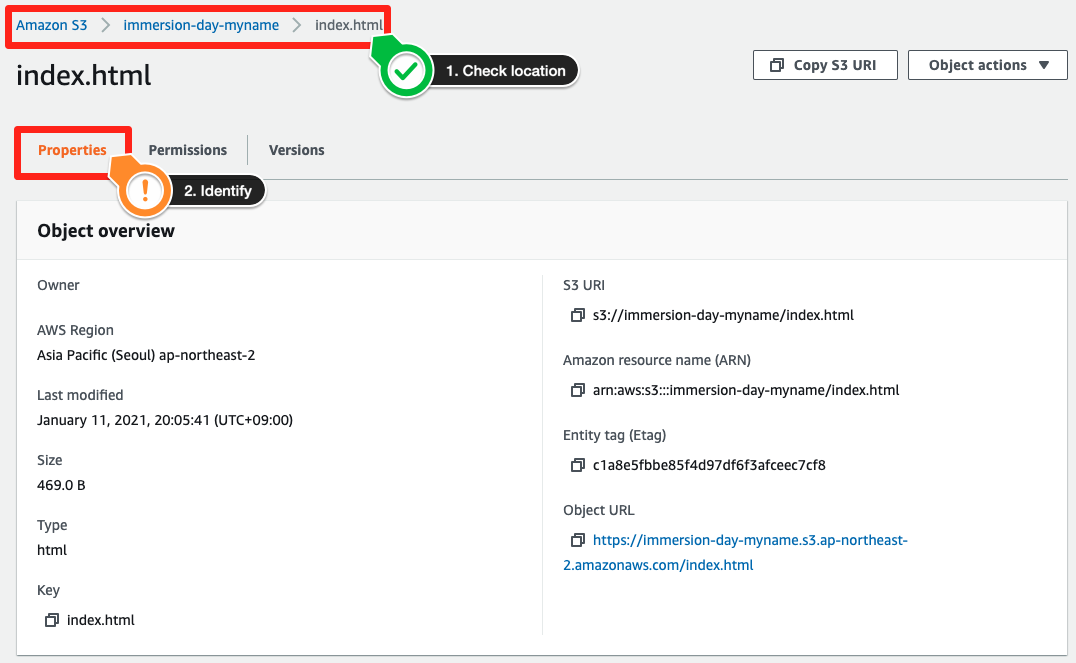 Amazon S3 > immersion-day-myname > index.html
1. Check location
index.html
Copy S3 URI
Object actions
Properties
Permissions
Versions
2. Identify
Object overview
Owner
AWS Region
Asia Pacific (Seoul) ap-northeast-2
Last modified
January 11, 2021, 20:05:41 (UTC+09:00)
Size
469.0 B
Type
html
Key
index.html
S3 URI
s3://immersion-day-myname/index.html
Amazon resource name (ARN)
arn:aws:s3:::immersion-day-myname/index.html
Entity tag (Etag)
c1a8e5fbbe85f4d97df6f3afceec7cf8
Object URL
https://immersion-day-myname.s3.ap-northeast-
2.amazonaws.com/index.html